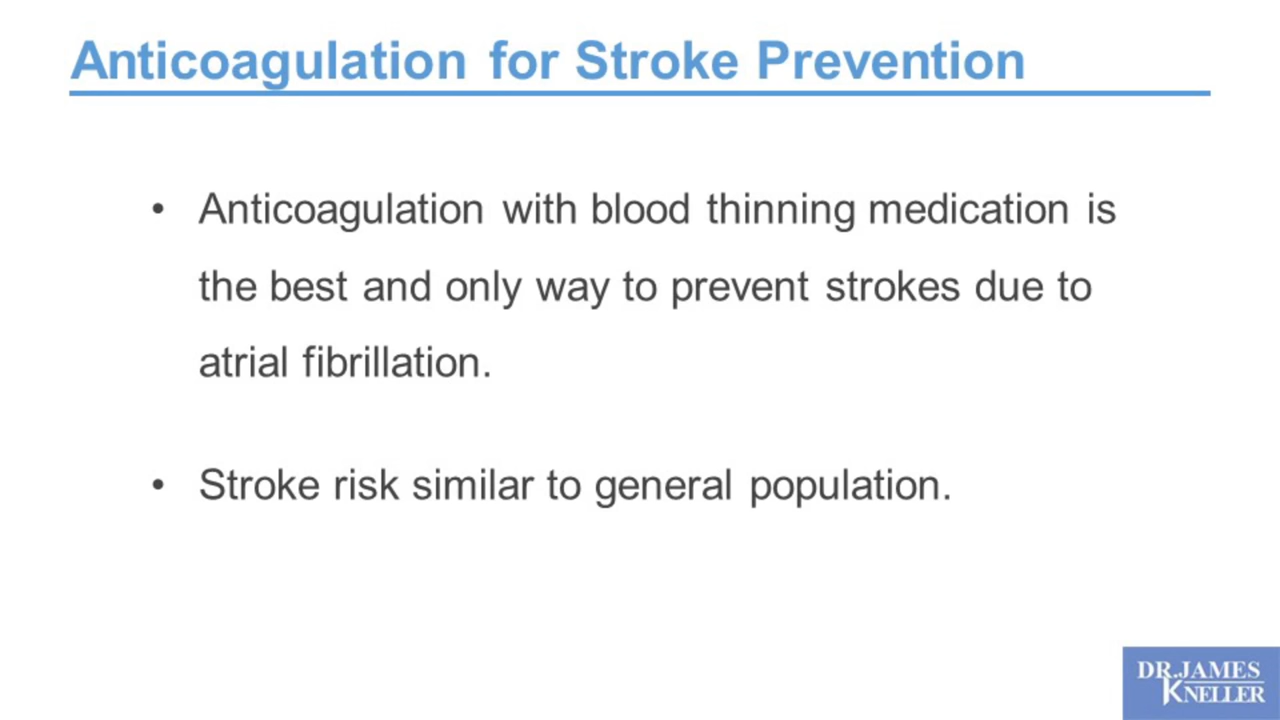 Anticoagulation for Stroke Prevention
• Anticoagulation with blood thinning medication is
the best and only way to prevent strokes due to
atrial fibrillation.
• Stroke risk similar to general population.
DR.JAMES
KNELLER